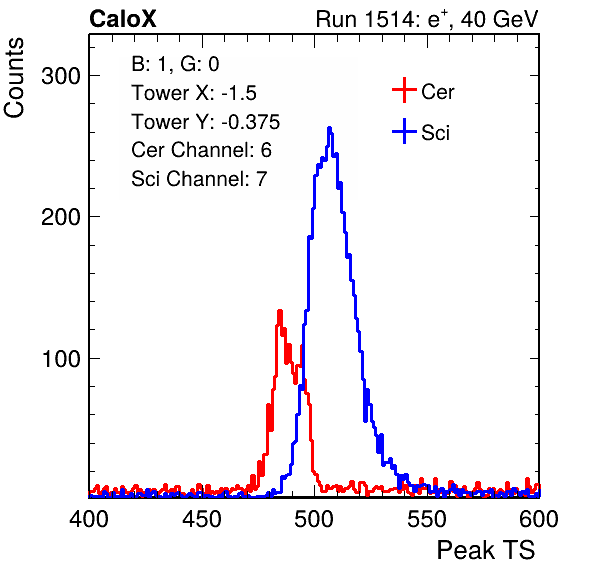 CaloX
Run 1514: e⁺, 40 GeV
Counts
B: 1, G: 0
Tower X: -1.5
Tower Y: -0.375
Cer Channel: 6
Sci Channel: 7
Cer
Sci
300
200
100
400 450 500 550 600
Peak TS